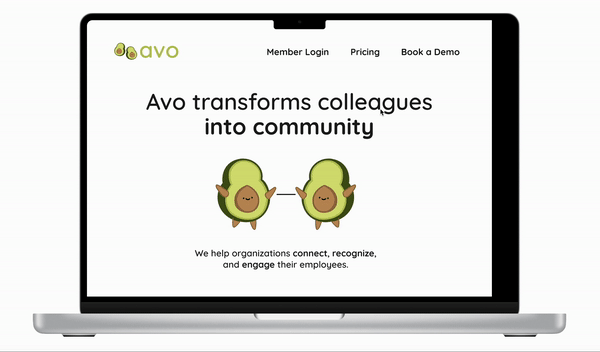 avo
Member Login Pricing Book a Demo
Avo transforms colleagues
into community
We help organizations connect, recognize,
and engage their employees.